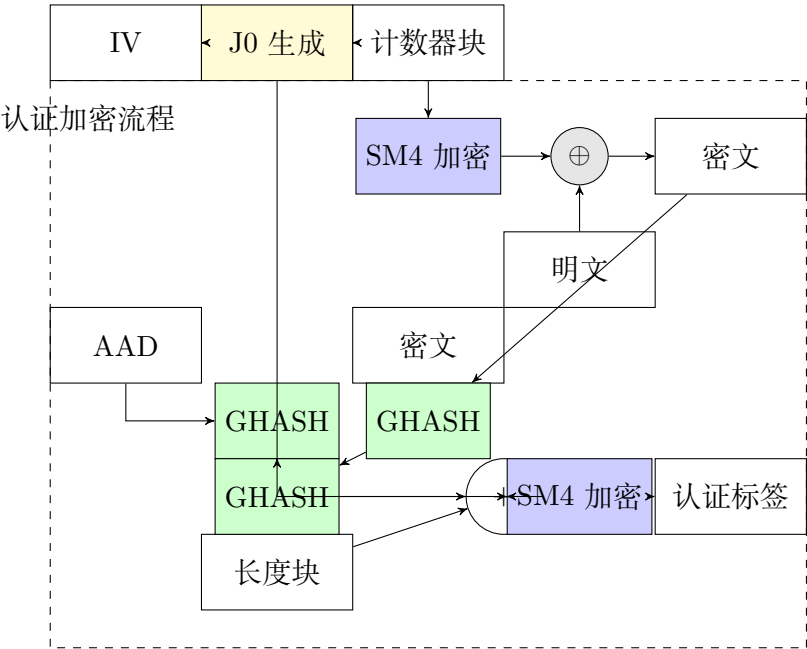 IV
J0 生成
计数器块
认证加密流程
SM4 加密
⊕
密文
明文
AAD
密文
GHASH
GHASH
GHASH
+
SM4 加密
认证标签
长度块